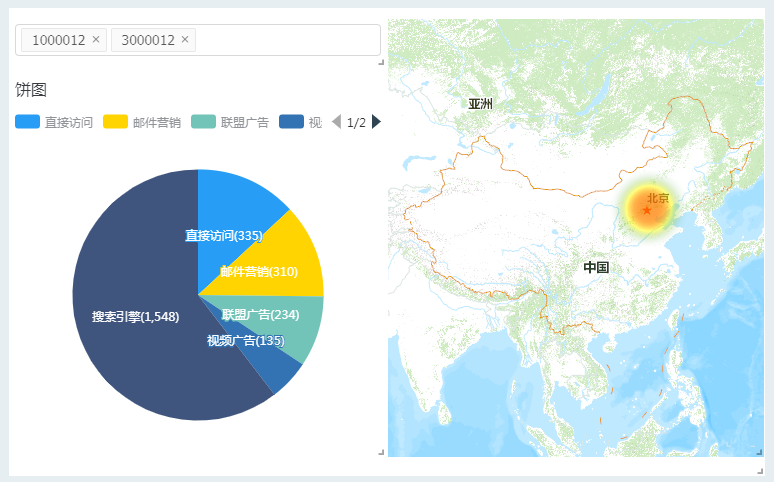 1000012 × 3000012 ×
饼图
直接访问 邮件营销 联盟广告 视 1/2
直接访问(335)
邮件营销(310)
联盟广告(234)
视频广告(135)
搜索引擎(1,548)
亚洲
北京
中国